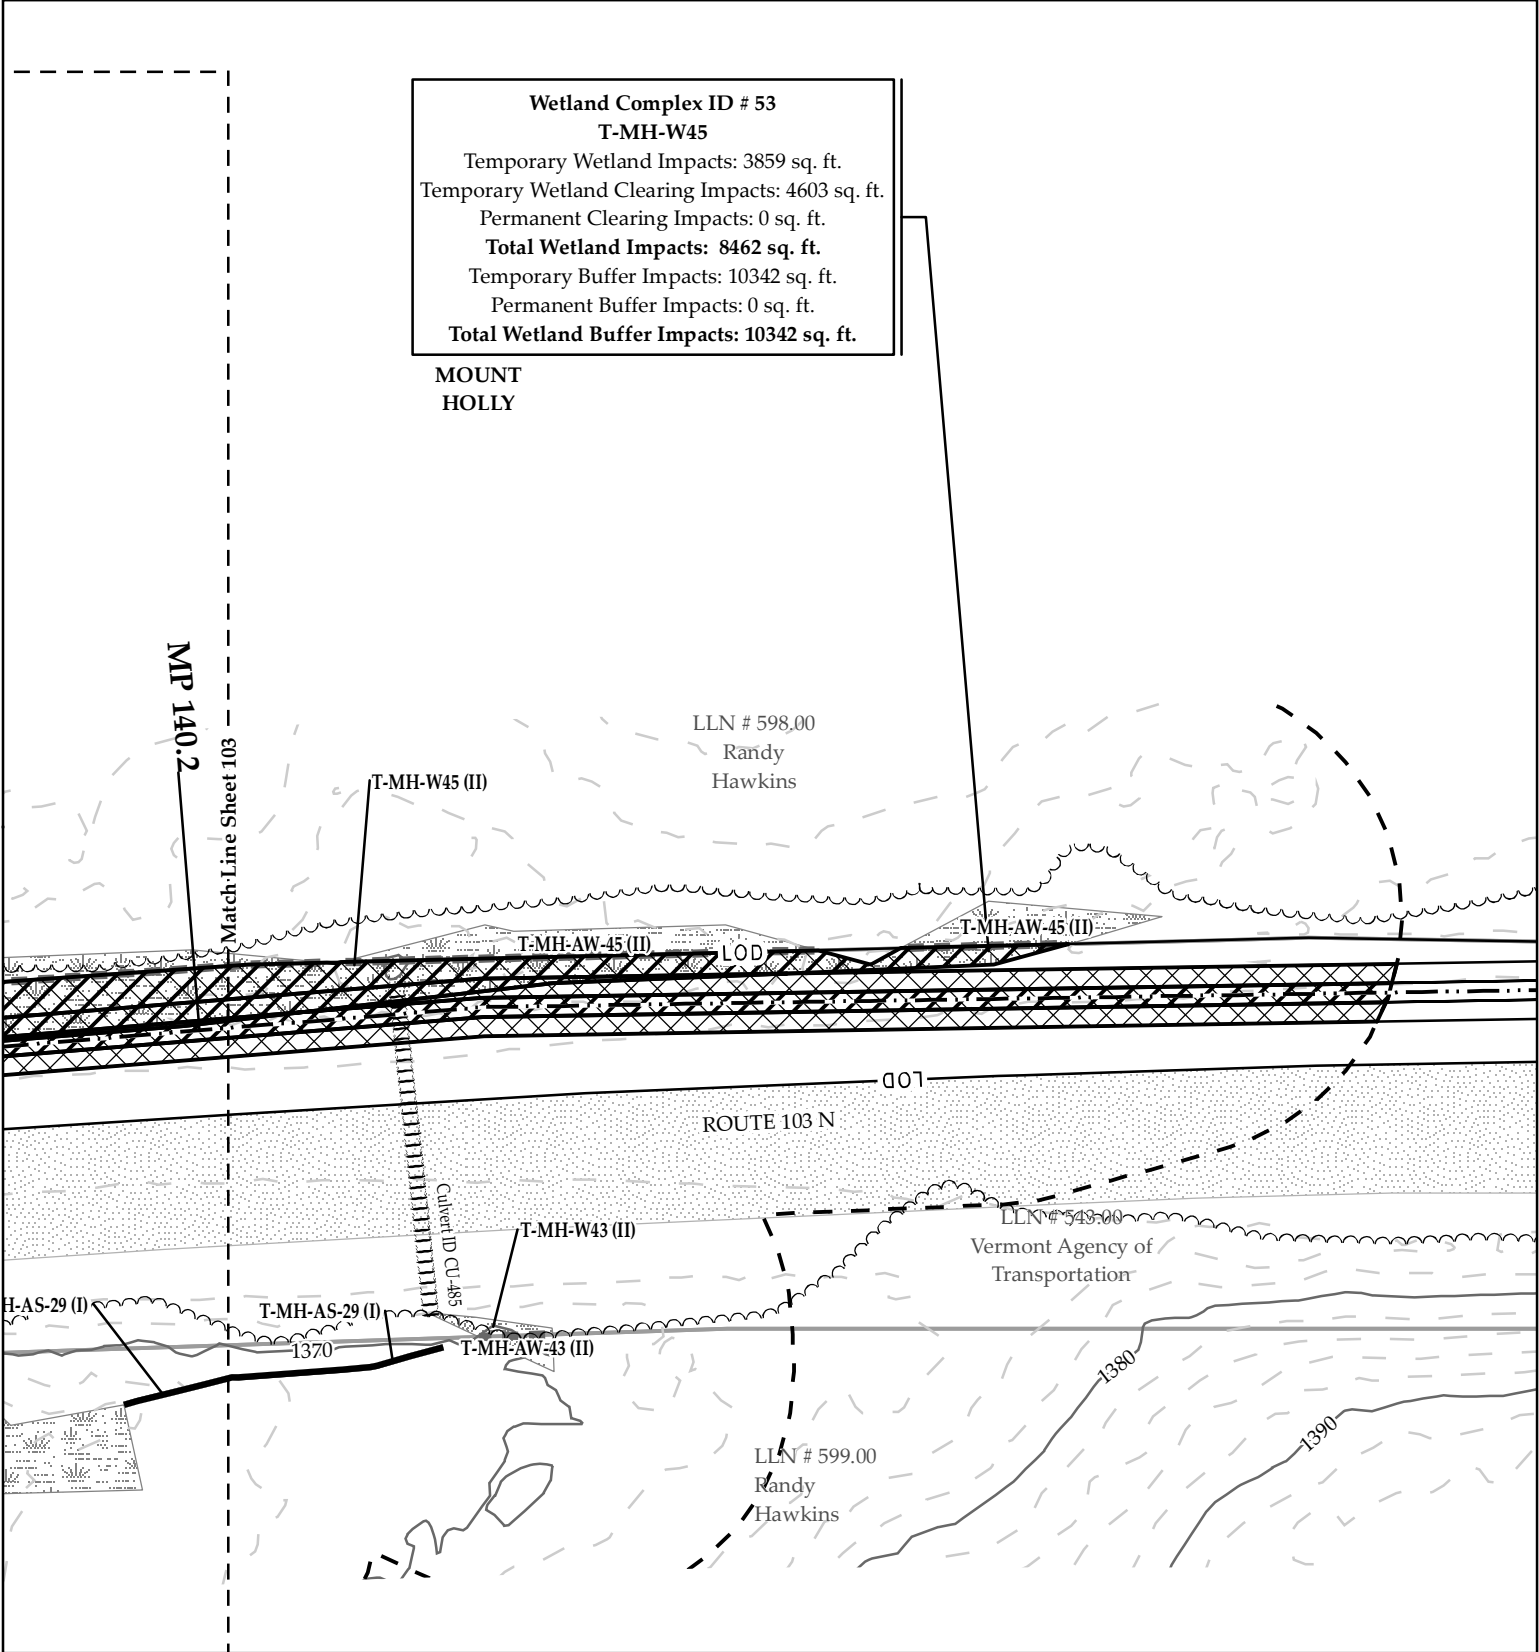 Wetland Complex ID # 53
T-MH-W45
Temporary Wetland Impacts: 3859 sq. ft.
Temporary Wetland Clearing Impacts: 4603 sq. ft.
Permanent Clearing Impacts: 0 sq. ft.
Total Wetland Impacts: 8462 sq. ft.
Temporary Buffer Impacts: 10342 sq. ft.
Permanent Buffer Impacts: 0 sq. ft.
Total Wetland Buffer Impacts: 10342 sq. ft.
MOUNT
HOLLY
MP 140.2
Match Line Sheet 103
LLN # 598.00
Randy
Hawkins
T-MH-W45 (II)
T-MH-AW-45 (II)
T-MH-AW-45 (II)
LOD
LOD
ROUTE 103 N
Culvert ID CU-485
T-MH-W43 (II)
LLN # 543.00
Vermont Agency of
Transportation
H-AS-29 (I)
T-MH-AS-29 (I)
T-MH-AW-43 (II)
1370
1380
1390
LLN # 599.00
Randy
Hawkins